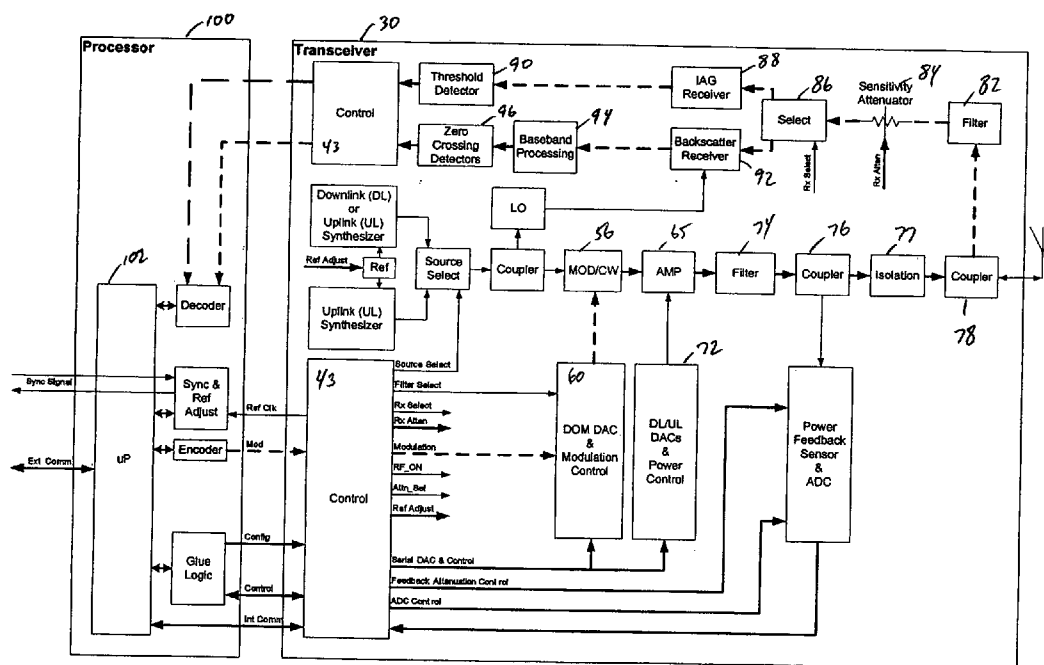 100
30
Processor
Transceiver
90
88
86
84
82
Control
43
Threshold
Detector
IAG
Receiver
Select
Sensitivity
Attenuator
Filter
96
94
Zero
Crossing
Detectors
Baseband
Processing
Backscatter
Receiver
92
Rx Select
Rx Atten
Downlink (DL)
or
Uplink (UL)
Synthesizer
LO
Ref Adjust
Ref
Source
Select
Uplink (UL)
Synthesizer
56
65
74
76
77
Coupler
MOD/CW
AMP
Filter
Coupler
Isolation
Coupler
78
102
uP
Decoder
Sync Signal
Sync &
Ref
Adjust
Ref Clk
Encoder
Mod
Ext Comm
Glue
Logic
Config
Control
Int Comm
43
Control
Source Select
Filter Select
Rx Select
Rx Atten
Modulation
RF_ON
Attn_Sel
Ref Adjust
Serial DAC & Control
Feedback Attenuation Control
ADC Control
60
DOM DAC
&
Modulation
Control
72
DL/UL
DACs
&
Power
Control
Power
Feedback
Sensor
&
ADC